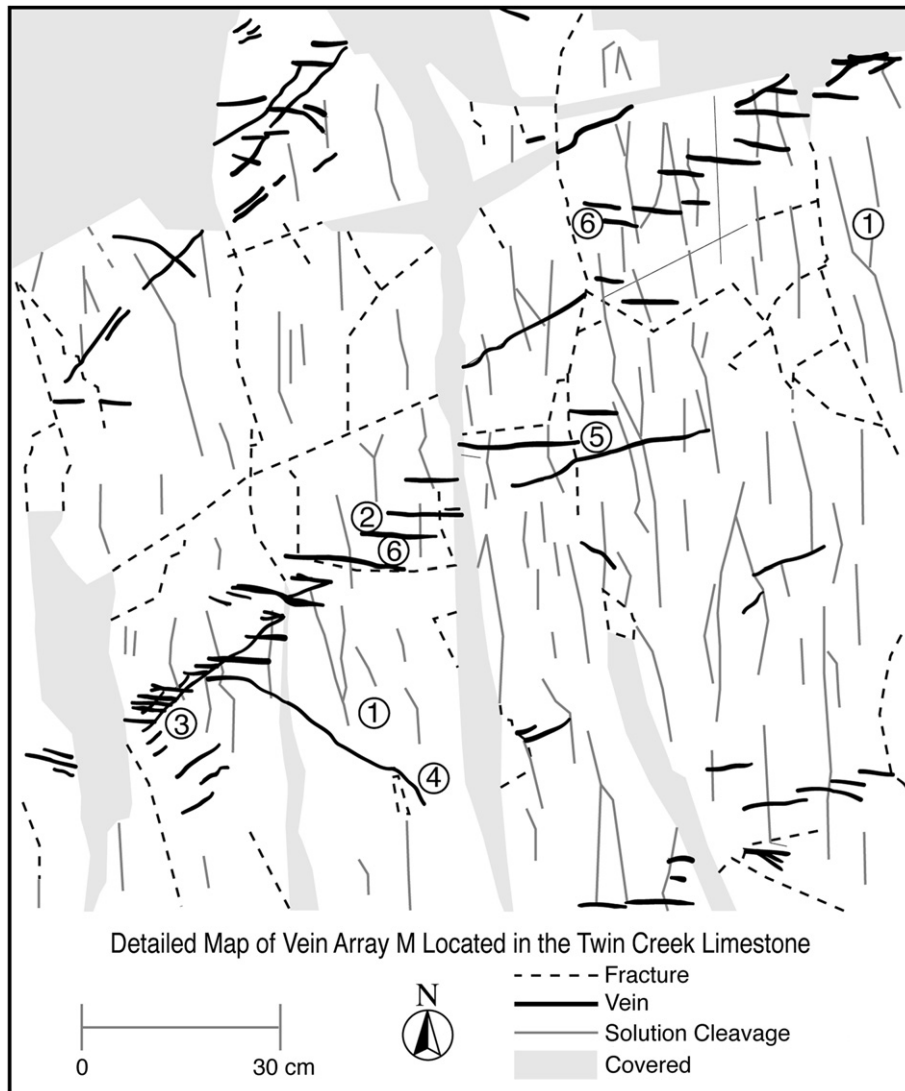 ⑥
①
⑤
②
⑥
①
③
④
Detailed Map of Vein Array M Located in the Twin Creek Limestone
N
Fracture
Vein
Solution Cleavage
Covered
0 30 cm